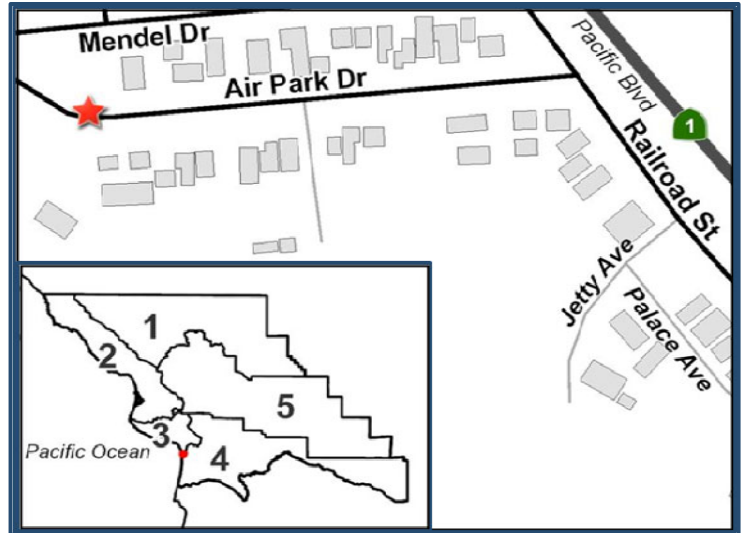 Mendel Dr
Air Park Dr
Pacific Blvd
1
Railroad St
Jetty Ave
Palace Ave
1
2
5
3
Pacific Ocean
4